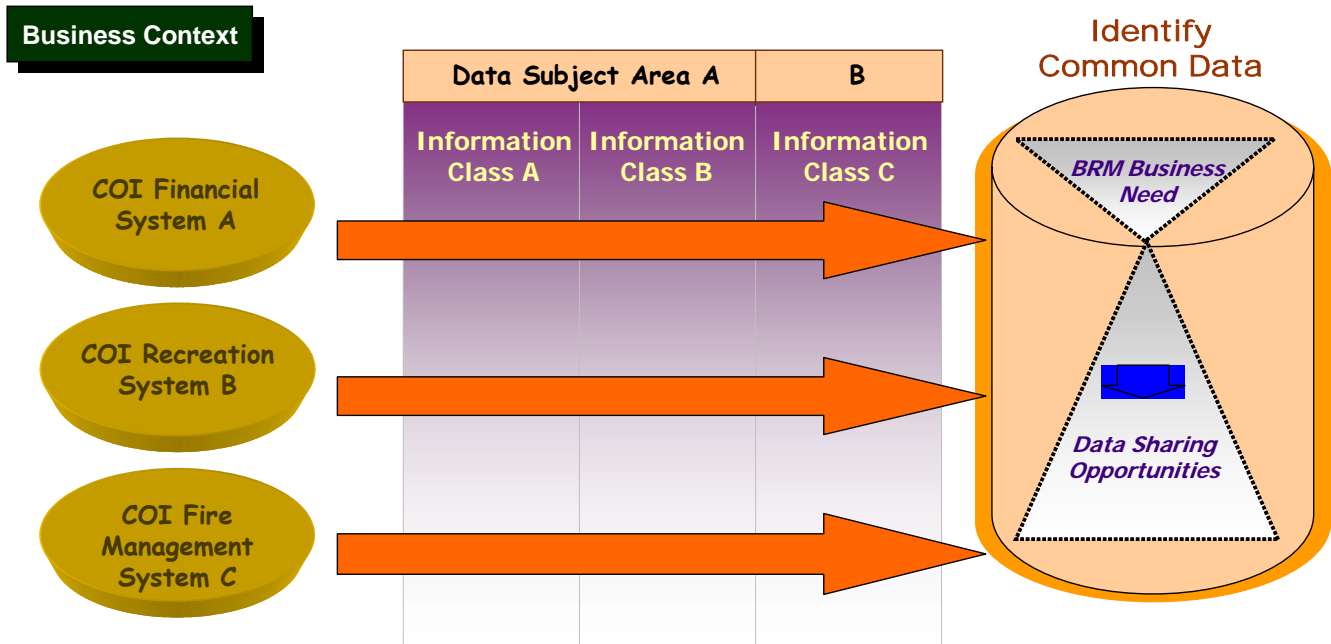 Business Context
Identify
Common Data
Data Subject Area A
B
Information
Class A
Information
Class B
Information
Class C
COI Financial
System A
COI Recreation
System B
COI Fire
Management
System C
BRM Business
Need
Data Sharing
Opportunities